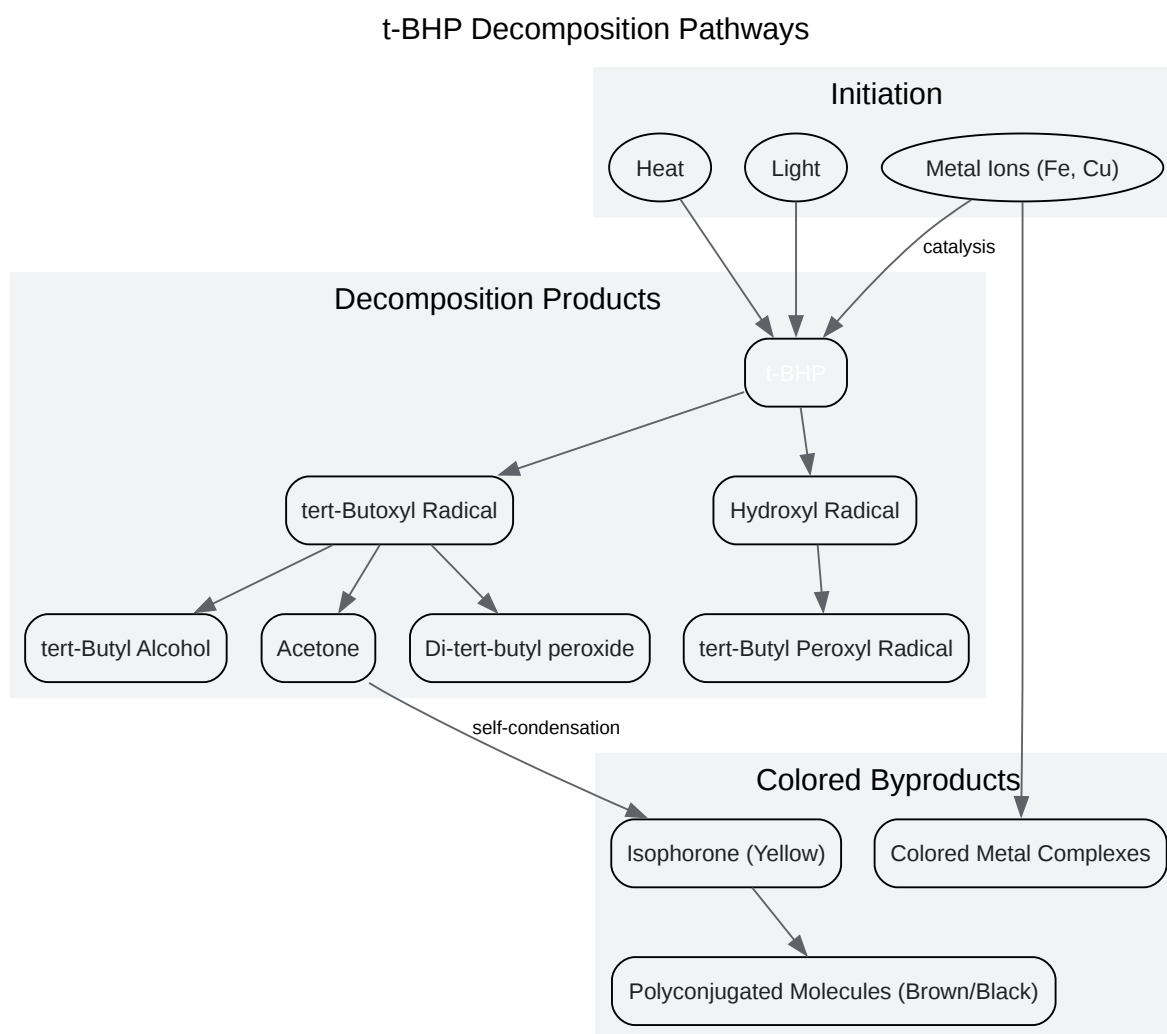 t-BHP Decomposition Pathways
Initiation
Heat
Light
Metal Ions (Fe, Cu)
catalysis
Decomposition Products
t-BHP
tert-Butoxyl Radical
Hydroxyl Radical
tert-Butyl Alcohol
Acetone
Di-tert-butyl peroxide
tert-Butyl Peroxyl Radical
self-condensation
Colored Byproducts
Isophorone (Yellow)
Colored Metal Complexes
Polyconjugated Molecules (Brown/Black)